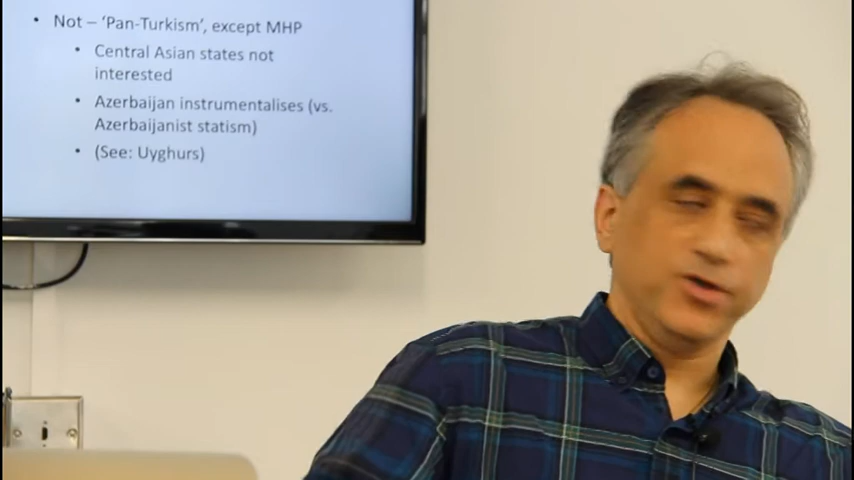 Not – ‘Pan-Turkism’, except MHP
Central Asian states not
interested
Azerbaijan instrumentalises (vs.
Azerbaijanist statism)
(See: Uyghurs)